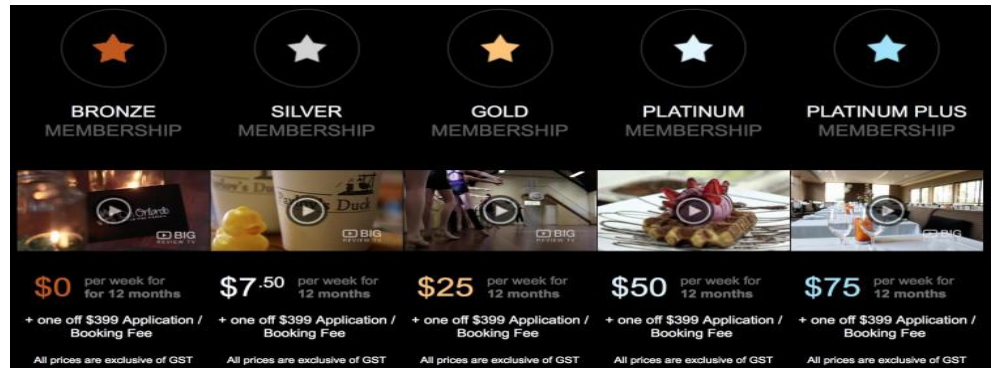 BRONZE
MEMBERSHIP
SILVER
MEMBERSHIP
GOLD
MEMBERSHIP
PLATINUM
MEMBERSHIP
PLATINUM PLUS
MEMBERSHIP
Orlando
BIG
REVIEW TV
Duck
BIG
REVIEW TV
BIG
REVIEW TV
BIG
$0 per week for
for 12 months
+ one off $399 Application /
Booking Fee
All prices are exclusive of GST
$7.50 per week for
12 months
+ one off $399 Application /
Booking Fee
All prices are exclusive of GST
$25 per week for
12 months
+ one off $399 Application /
Booking Fee
All prices are exclusive of GST
$50 per week for
12 months
+ one off $399 Application /
Booking Fee
All prices are exclusive of GST
$75 per week for
12 months
+ one off $399 Application /
Booking Fee
All prices are exclusive of GST